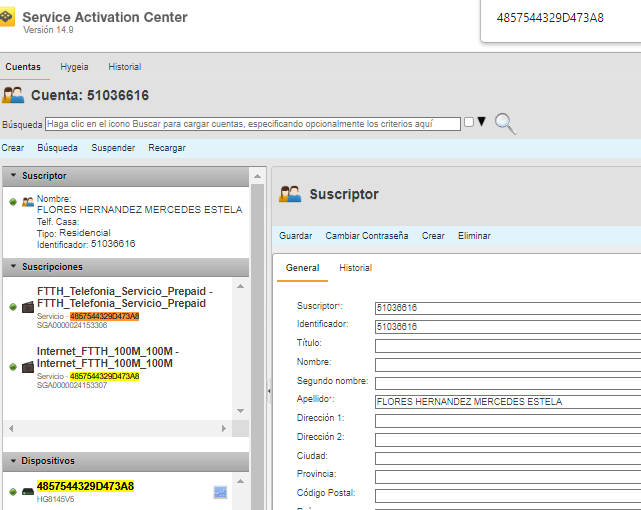 Service Activation Center
Versión 14.9
4857544329D473A8
Cuentas Hygeia Historial
Cuenta: 51036616
Búsqueda Haga clic en el icono Buscar para cargar cuentas, especificando opcionalmente los criterios aquí
Crear Búsqueda Suspender Recargar
Suscriptor
Nombre:
FLORES HERNANDEZ MERCEDES ESTELA
Telf. Casa:
Tipo: Residencial
Identificador: 51036616
Suscripciones
FTTH_Telefonia_Servicio_Prepaid -
FTTH_Telefonia_Servicio_Prepaid
Servicio - 4857544329D473A8
SGA0000024153306
Internet_FTTH_100M_100M -
Internet_FTTH_100M_100M
Servicio - 4857544329D473A8
SGA0000024153307
Dispositivos
4857544329D473A8
HG8145V5
Suscriptor
Guardar Cambiar Contraseña Crear Eliminar
General Historial
Suscriptor*: 51036616
Identificador: 51036616
Título:
Nombre:
Segundo nombre:
Apellido*: FLORES HERNANDEZ MERCEDES ESTELA
Dirección 1:
Dirección 2:
Ciudad:
Provincia:
Código Postal: